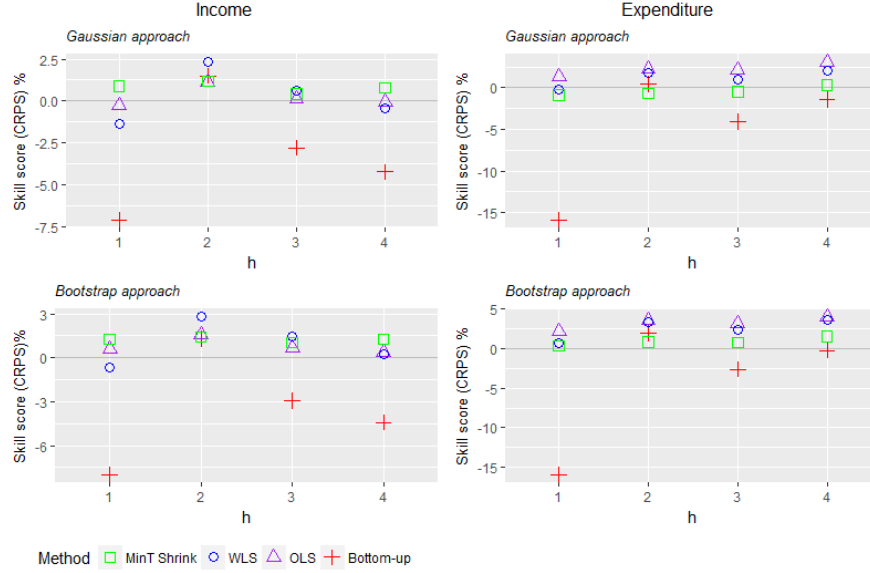 Income
Expenditure
Gaussian approach
Gaussian approach
Skill score (CRPS) %
2.5
0.0
-2.5
-5.0
-7.5
1 2 3 4
h
Skill score (CRPS) %
0
-5
-10
-15
1 2 3 4
h
Bootstrap approach
Bootstrap approach
Skill score (CRPS)%
3
0
-3
-6
1 2 3 4
h
Skill score (CRPS) %
5
0
-5
-10
-15
1 2 3 4
h
Method MinT Shrink WLS OLS Bottom-up